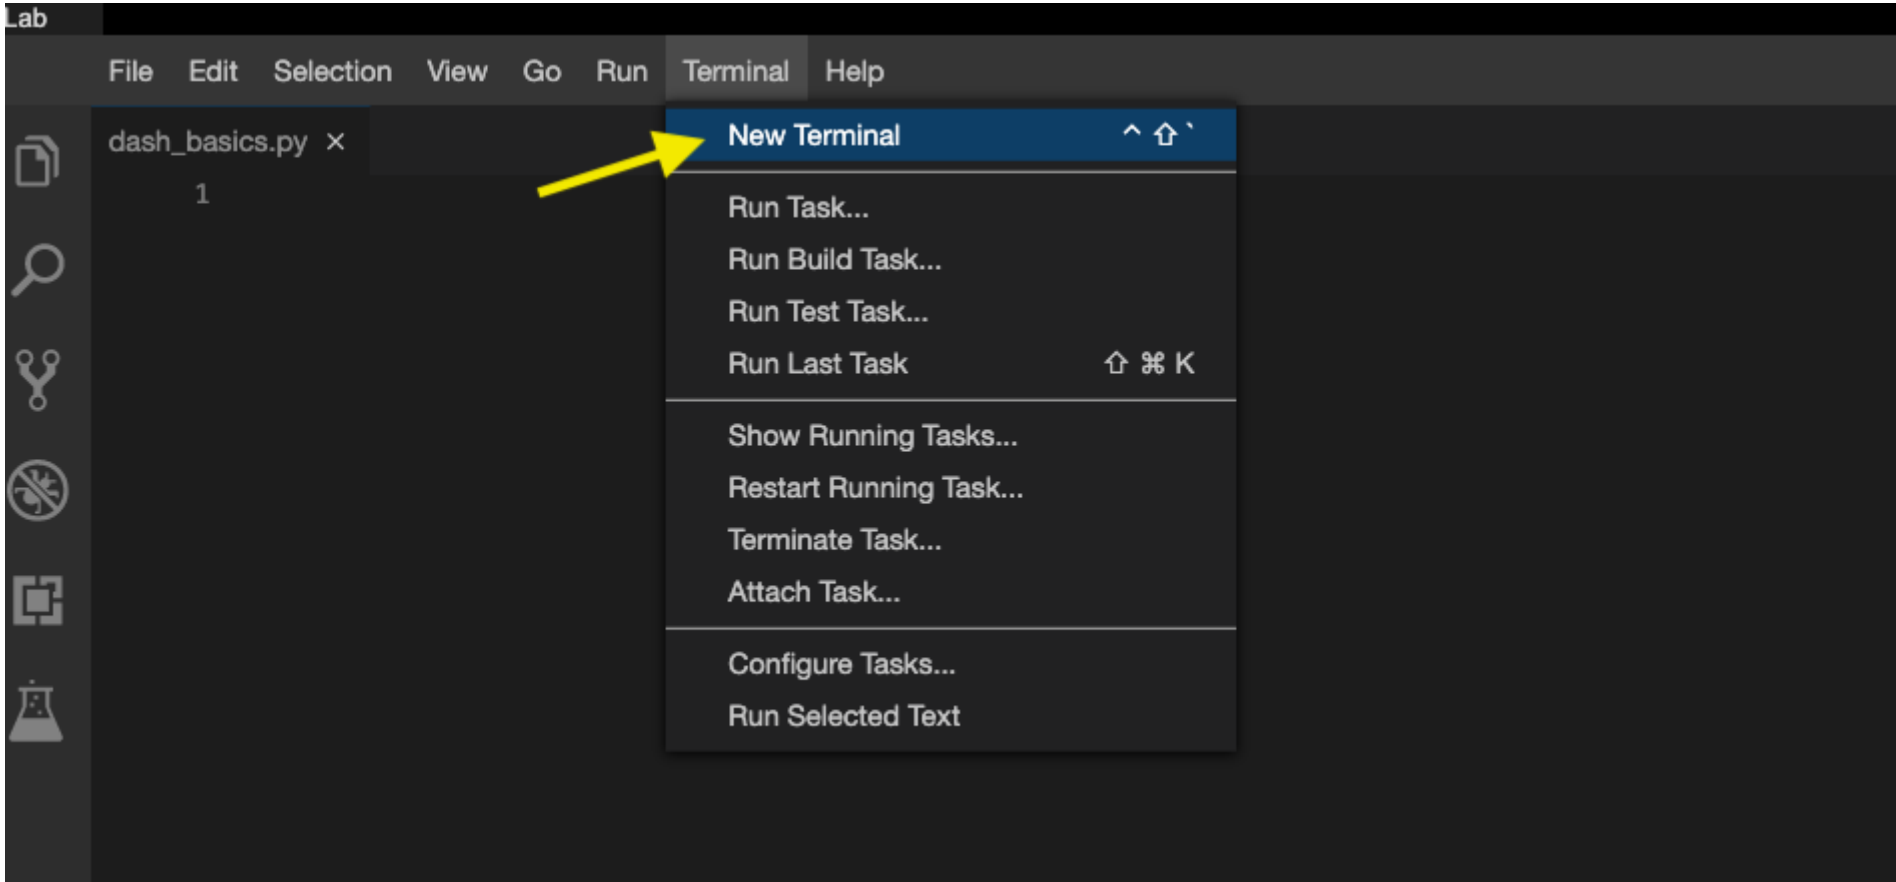 Lab
File Edit Selection View Go Run Terminal Help
dash_basics.py ×
1
New Terminal ^ ⇧ `
Run Task...
Run Build Task...
Run Test Task...
Run Last Task ⇧ ⌘ K
Show Running Tasks...
Restart Running Task...
Terminate Task...
Attach Task...
Configure Tasks...
Run Selected Text